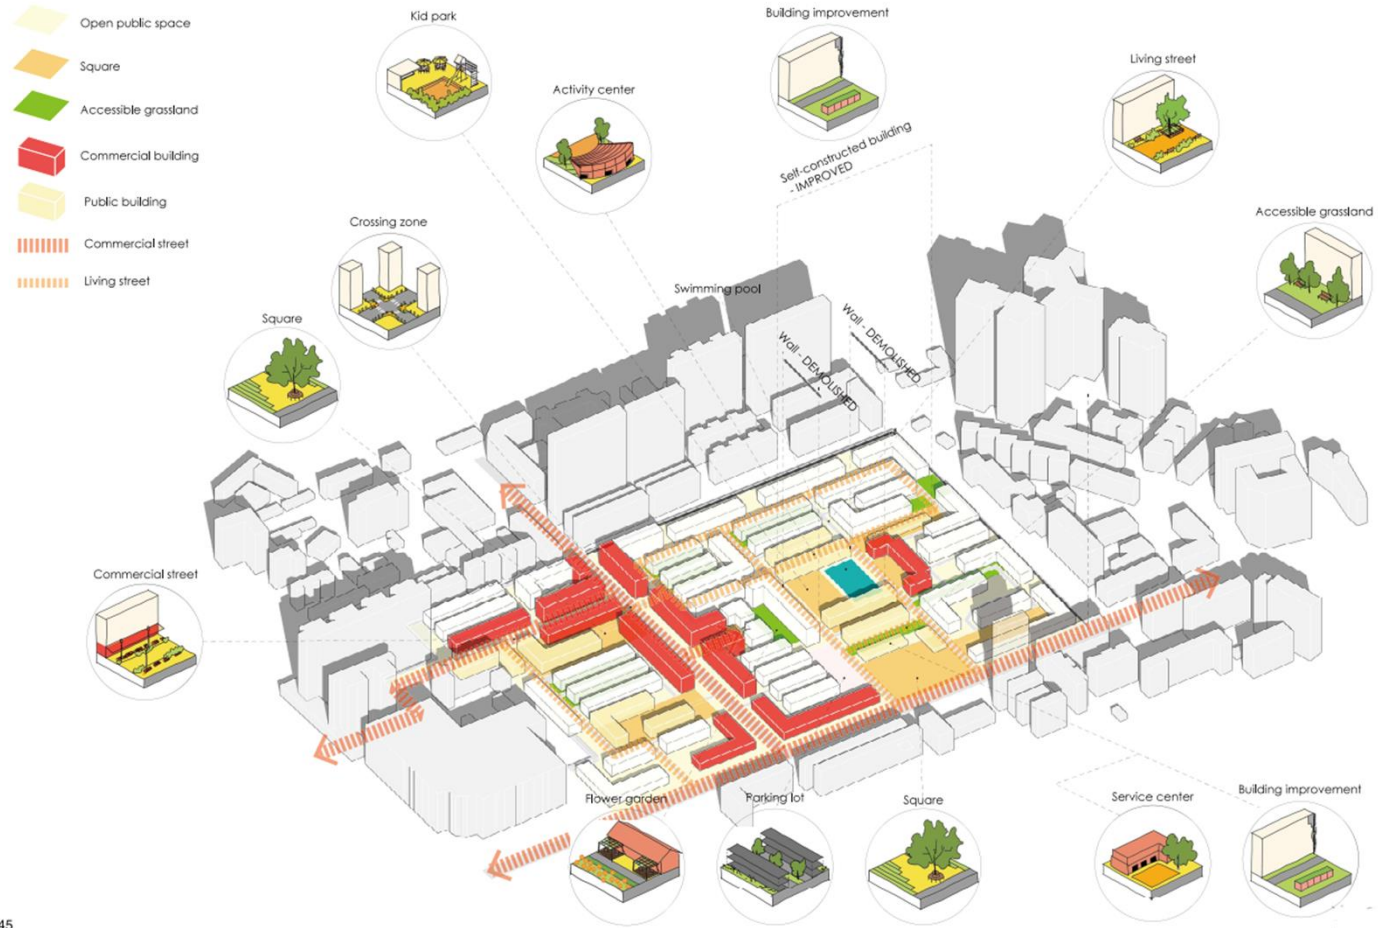 Open public space
Square
Accessible grassland
Commercial building
Public building
Commercial street
Living street
Kid park
Activity center
Building improvement
Living street
Accessible grassland
Crossing zone
Square
Commercial street
Self-constructed building
- IMPROVED
Swimming pool
Wall - DEMOLISHED
Wall - DEMOLISHED
Flower garden
Parking lot
Square
Service center
Building improvement
45